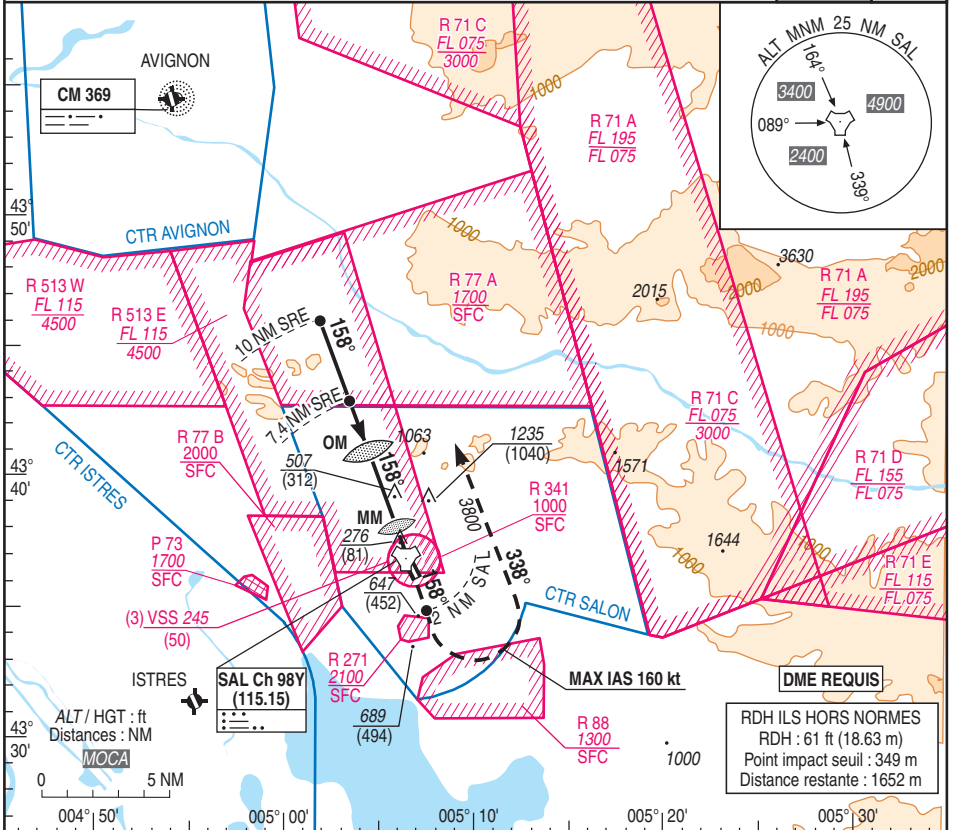 AVIGNON
CM 369
R 71 C
FL 075
3000
1000
R 71 A
FL 195
FL 075
ALT MNM 25 NM SAL
164°
3400
4900
089°
2400
339°
43°
50'
CTR AVIGNON
1000
R 513 W
FL 115
4500
R 513 E
FL 115
4500
R 77 A
1700
SFC
2015
3630
2000
2000
1000
R 71 A
FL 195
FL 075
10 NM SRE
158°
7.4 NM SRE
OM
1063
1235
(1040)
R 71 C
FL 075
3000
R 77 B
2000
SFC
507
(312)
158°
1571
R 71 D
FL 155
FL 075
43°
40'
CTR ISTRES
3800
R 341
1000
SFC
MM
276
(81)
1644
1000
1000
P 73
1700
SFC
R 71 E
FL 115
FL 075
(3) VSS 245
(50)
647
(452)
158°
2 NM SAL
338°
CTR SALON
ISTRES
SAL Ch 98Y
(115.15)
R 271
2100
SFC
MAX IAS 160 kt
DME REQUIS
ALT / HGT : ft
Distances : NM
MOCA
0 5 NM
689
(494)
R 88
1300
SFC
1000
RDH ILS HORS NORMES
RDH : 61 ft (18.63 m)
Point impact seuil : 349 m
Distance restante : 1652 m
43°
30'
004° 50'
005° 00'
005° 10'
005° 20'
005° 30'